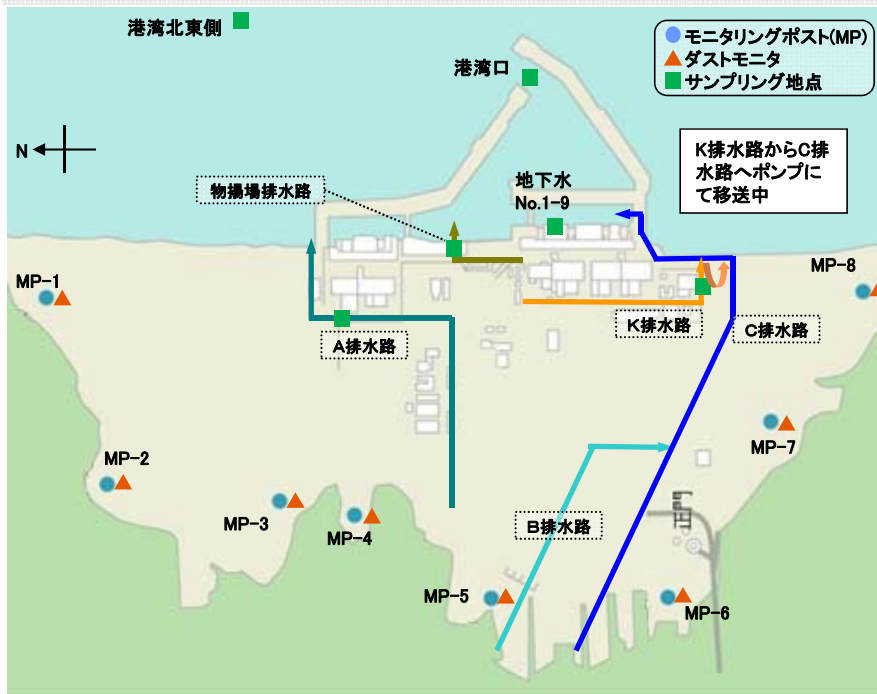 港湾北東側
港湾口
モニタリングポスト(MP)
ダストモニタ
サンプリング地点
N
K排水路からC排
水路へポンプに
て移送中
物揚場排水路
地下水
No.1-9
MP-1
MP-8
A排水路
K排水路
C排水路
MP-2
MP-7
MP-3
MP-4
正門
B排水路
MP-5
MP-6